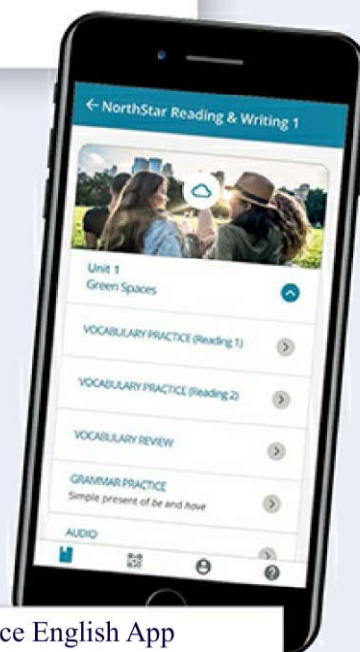 ← NorthStar Reading & Writing 1
Unit 1
Green Spaces
VOCABULARY PRACTICE (Reading 1)
VOCABULARY PRACTICE (Reading 2)
VOCABULARY REVIEW
GRAMMAR PRACTICE
Simple present of be and have
AUDIO
ce English App